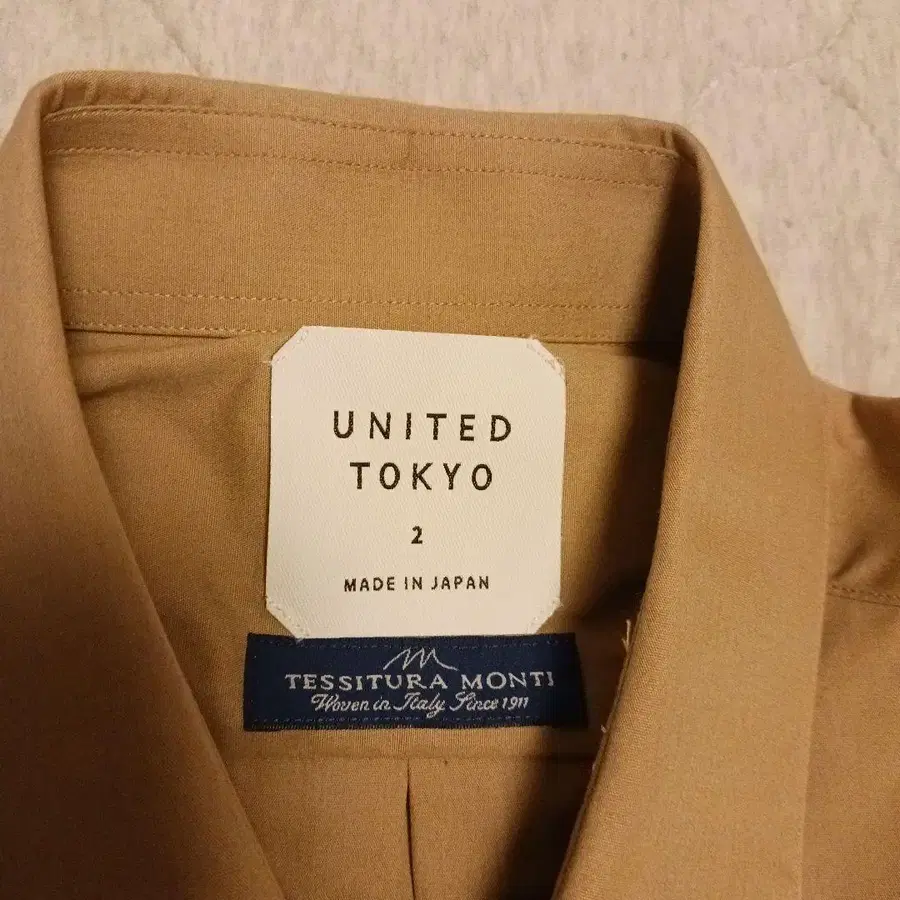 UNITED
TOKYO
2
MADE IN JAPAN
TESSITURA MONTI
Woven in Italy Since 1911